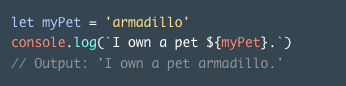 let myPet = 'armadillo'
console.log(`I own a pet ${myPet}.`)
// Output: 'I own a pet armadillo.'